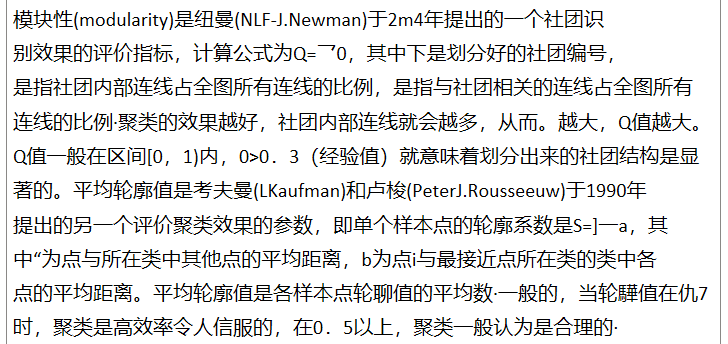 模块性(modularity)是纽曼(NLF-J.Newman)于2m4年提出的一个社团识
别效果的评价指标，计算公式为Q=乛0，其中下是划分好的社团编号，
是指社团内部连线占全图所有连线的比例，是指与社团相关的连线占全图所有
连线的比例·聚类的效果越好，社团内部连线就会越多，从而。越大，Q值越大。
Q值一般在区间[0，1)内，0>0．3（经验值）就意味着划分出来的社团结构是显
著的。平均轮廓值是考夫曼(LKaufman)和卢梭(PeterJ.Rousseeuw)于1990年
提出的另一个评价聚类效果的参数，即单个样本点的轮廓系数是S=]一a，其
中“为点与所在类中其他点的平均距离，b为点i与最接近点所在类的类中各
点的平均距离。平均轮廓值是各样本点轮聊值的平均数·一般的，当轮驊值在仇7
时，聚类是高效率令人信服的，在0．5以上，聚类一般认为是合理的·